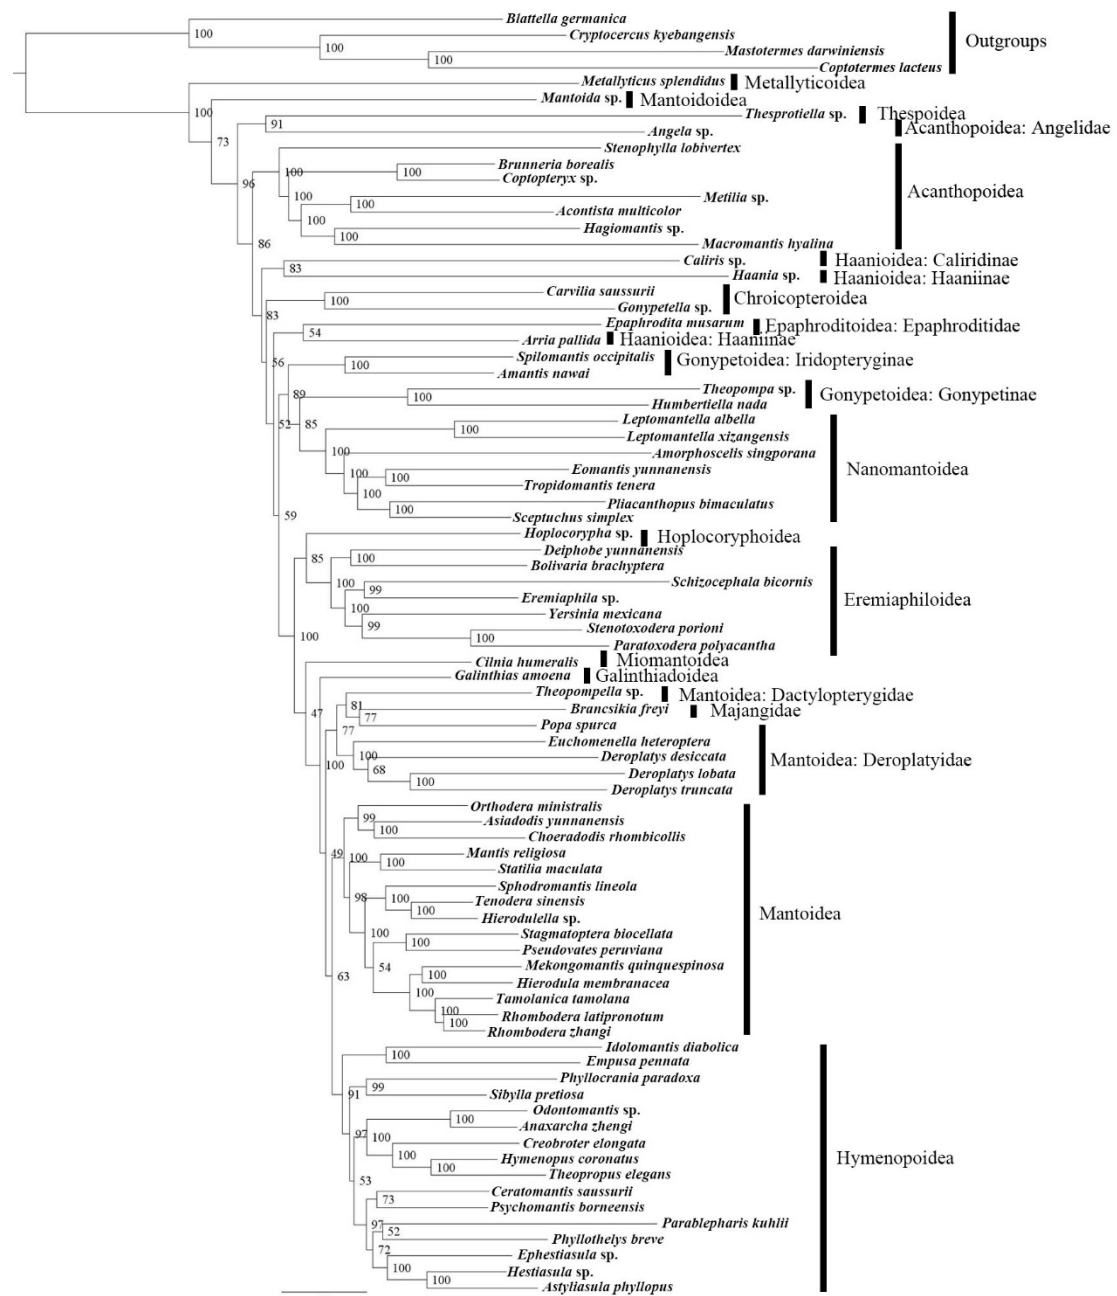 Blattella germanica
100
Cryptocercus kyebangensis
100
Outgroups
Mastotermes darwiniensis
100
Coptotermes lacteus
Metallyticus splendidus Metallyticoidea
Mantoida sp. Mantoidoidea
100
Thesprotiella sp. Thespoidea
91
Angela sp. Acanthopoidea: Angelidae
73
Stenophylla lobivertex
Brunneria borealis
100
100
Coptopteryx sp.
96
Acanthopoidea
100
Metilia sp.
100
Acontista multicolor
100
Hagiomantis sp.
100
Macromantis hyalina
86
Caliris sp. Haanioidea: Caliridinae
83
Haania sp. Haanioidea: Haaniinae
Carvilia saussurii
100
Chroicopteroidea
Gonypetella sp.
83
Epaphrodita musarum Epaphroditoidea: Epaphroditidae
54
Arria pallida Haanioidea: Haaniinae
Spilomantis occipitalis
56
100
Gonypetoidea: Iridopteryginae
Amantis nawai
Theopompa sp.
89
100
Gonypetoidea: Gonypetinae
Humbertiella nada
52
85
Leptomantella albella
100
Leptomantella xizangensis
100
Amorphoscelis singporana
Nanomantoidea
Eomantis yunnanensis
100
100
Tropidomantis tenera
100
Pliacanthopus bimaculatus
100
Sceptuchus simplex
59
Hoplocorypha sp. Hoplocoryphoidea
Deiphobe yunnanensis
85
100
Bolivaria brachyptera
100
Schizocephala bicornis
99
Eremiaphila sp.
Eremiaphiloidea
100
Yersinia mexicana
99
Stenotoxodera porioni
100
100
Paratoxodera polyacantha
Cilnia humeralis Miomantoidea
Galinthias amoena Galinthiadoidea
Theopompella sp. Mantoidea: Dactylopterygidae
81
Brancsikia freyi Majangidae
47
77
Popa spurca
77
Euchomenella heteroptera
100
Deroplatys desiccata
100
Mantoidea: Deroplatyidae
68
Deroplatys lobata
100
Deroplatys truncata
Orthodera ministralis
99
Asiadodis yunnanensis
100
Choeradodis rhombicollis
49
100
Mantis religiosa
100
Statilia maculata
Sphodromantis lineola
98
100
Tenodera sinensis
100
Hierodulella sp.
Mantoidea
100
Stagmatoptera biocellata
100
Pseudovates peruviana
54
Mekongomantis quinquespinosa
63
100
Hierodula membranacea
100
Tamolanica tamolana
100
Rhombodera latipronotum
100
Rhombodera zhangi
Idolomantis diabolica
100
Empusa pennata
Phyllocrania paradoxa
99
91
Sibylla pretiosa
Odontomantis sp.
100
Anaxarcha zhengi
97
100
Creobroter elongata
100
Hymenopus coronatus
Hymenopoidea
100
Theopropus elegans
53
Ceratomantis saussurii
73
Psychomantis borneensis
97
Parablepharis kuhlii
52
Phyllothelys breve
72
Ephestiasula sp.
100
Hestiasula sp.
100
Astyliasula phyllopus